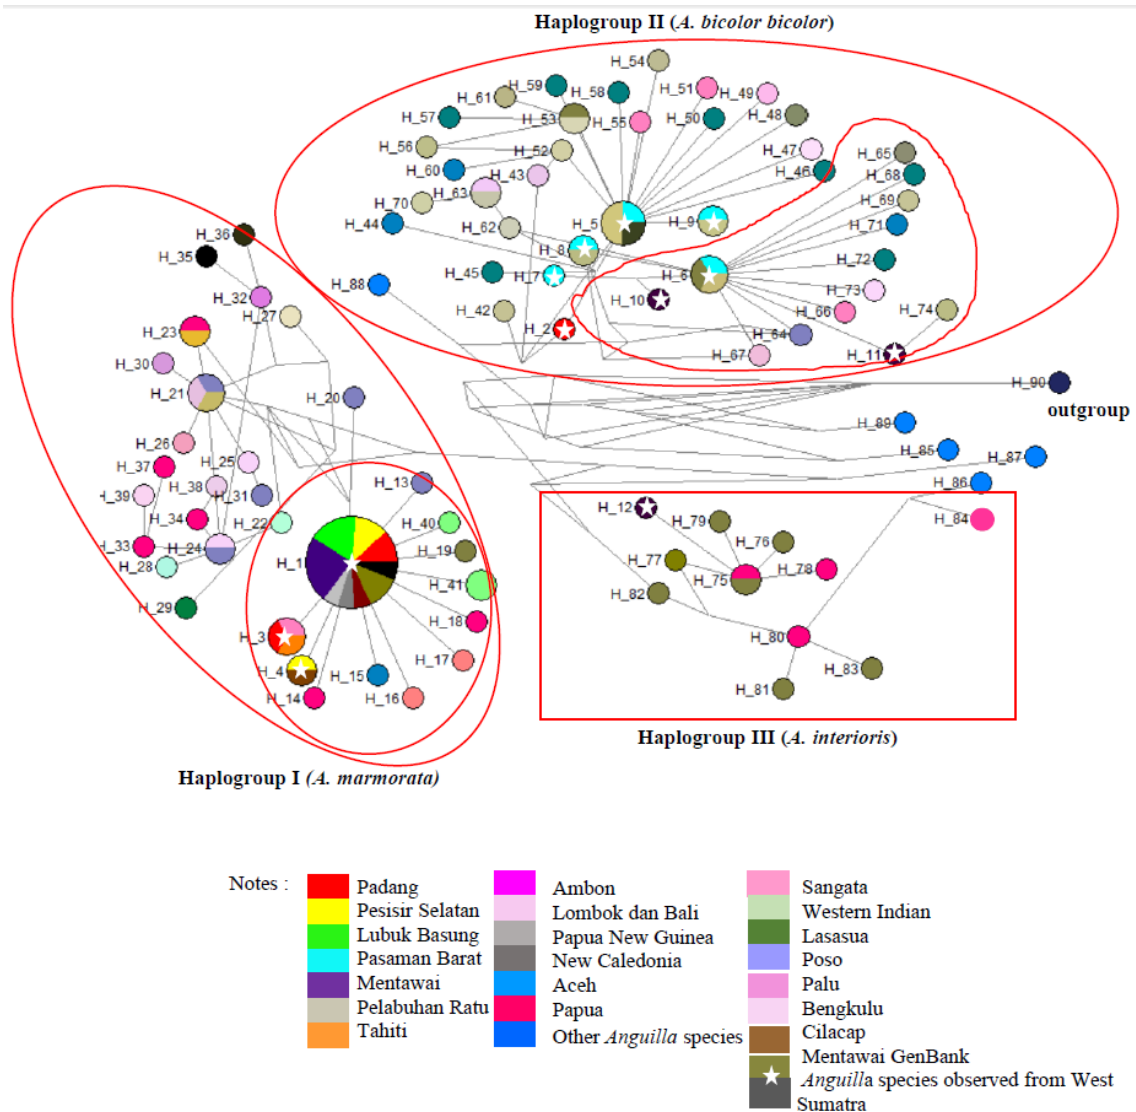 Haplogroup II (A. bicolor bicolor)
H_54
H_59
H_58
H_51
H_49
H_61
H_57
H_53
H_55
H_50
H_48
H_56
H_52
H_47
H_65
H_60
H_43
H_46
H_68
H_63
H_69
H_70
H_44
H_62
H_5
H_9
H_71
H_36
H_8
H_35
H_45
H_7
H_6
H_72
H_88
H_10
H_73
H_32
H_27
H_42
H_2
H_66
H_74
H_23
H_64
H_30
H_67
H_11
H_21
H_20
H_90
outgroup
H_89
H_26
H_37
H_25
H_85
H_87
H_39
H_38
H_31
H_13
H_86
H_34
H_22
H_40
H_12
H_79
H_84
H_33
H_24
H_19
H_76
H_28
H_1
H_41
H_77
H_75
H_78
H_29
H_18
H_82
H_3
H_17
H_80
H_4
H_15
H_83
H_14
H_16
H_81
Haplogroup III (A. interioris)
Haplogroup I (A. marmorata)
Notes :
Padang
Pesisir Selatan
Lubuk Basung
Pasaman Barat
Mentawai
Pelabuhan Ratu
Tahiti
Ambon
Lombok dan Bali
Papua New Guinea
New Caledonia
Aceh
Papua
Other Anguilla species
Sangata
Western Indian
Lasasua
Poso
Palu
Bengkulu
Cilacap
Mentawai GenBank
Anguilla species observed from West
Sumatra